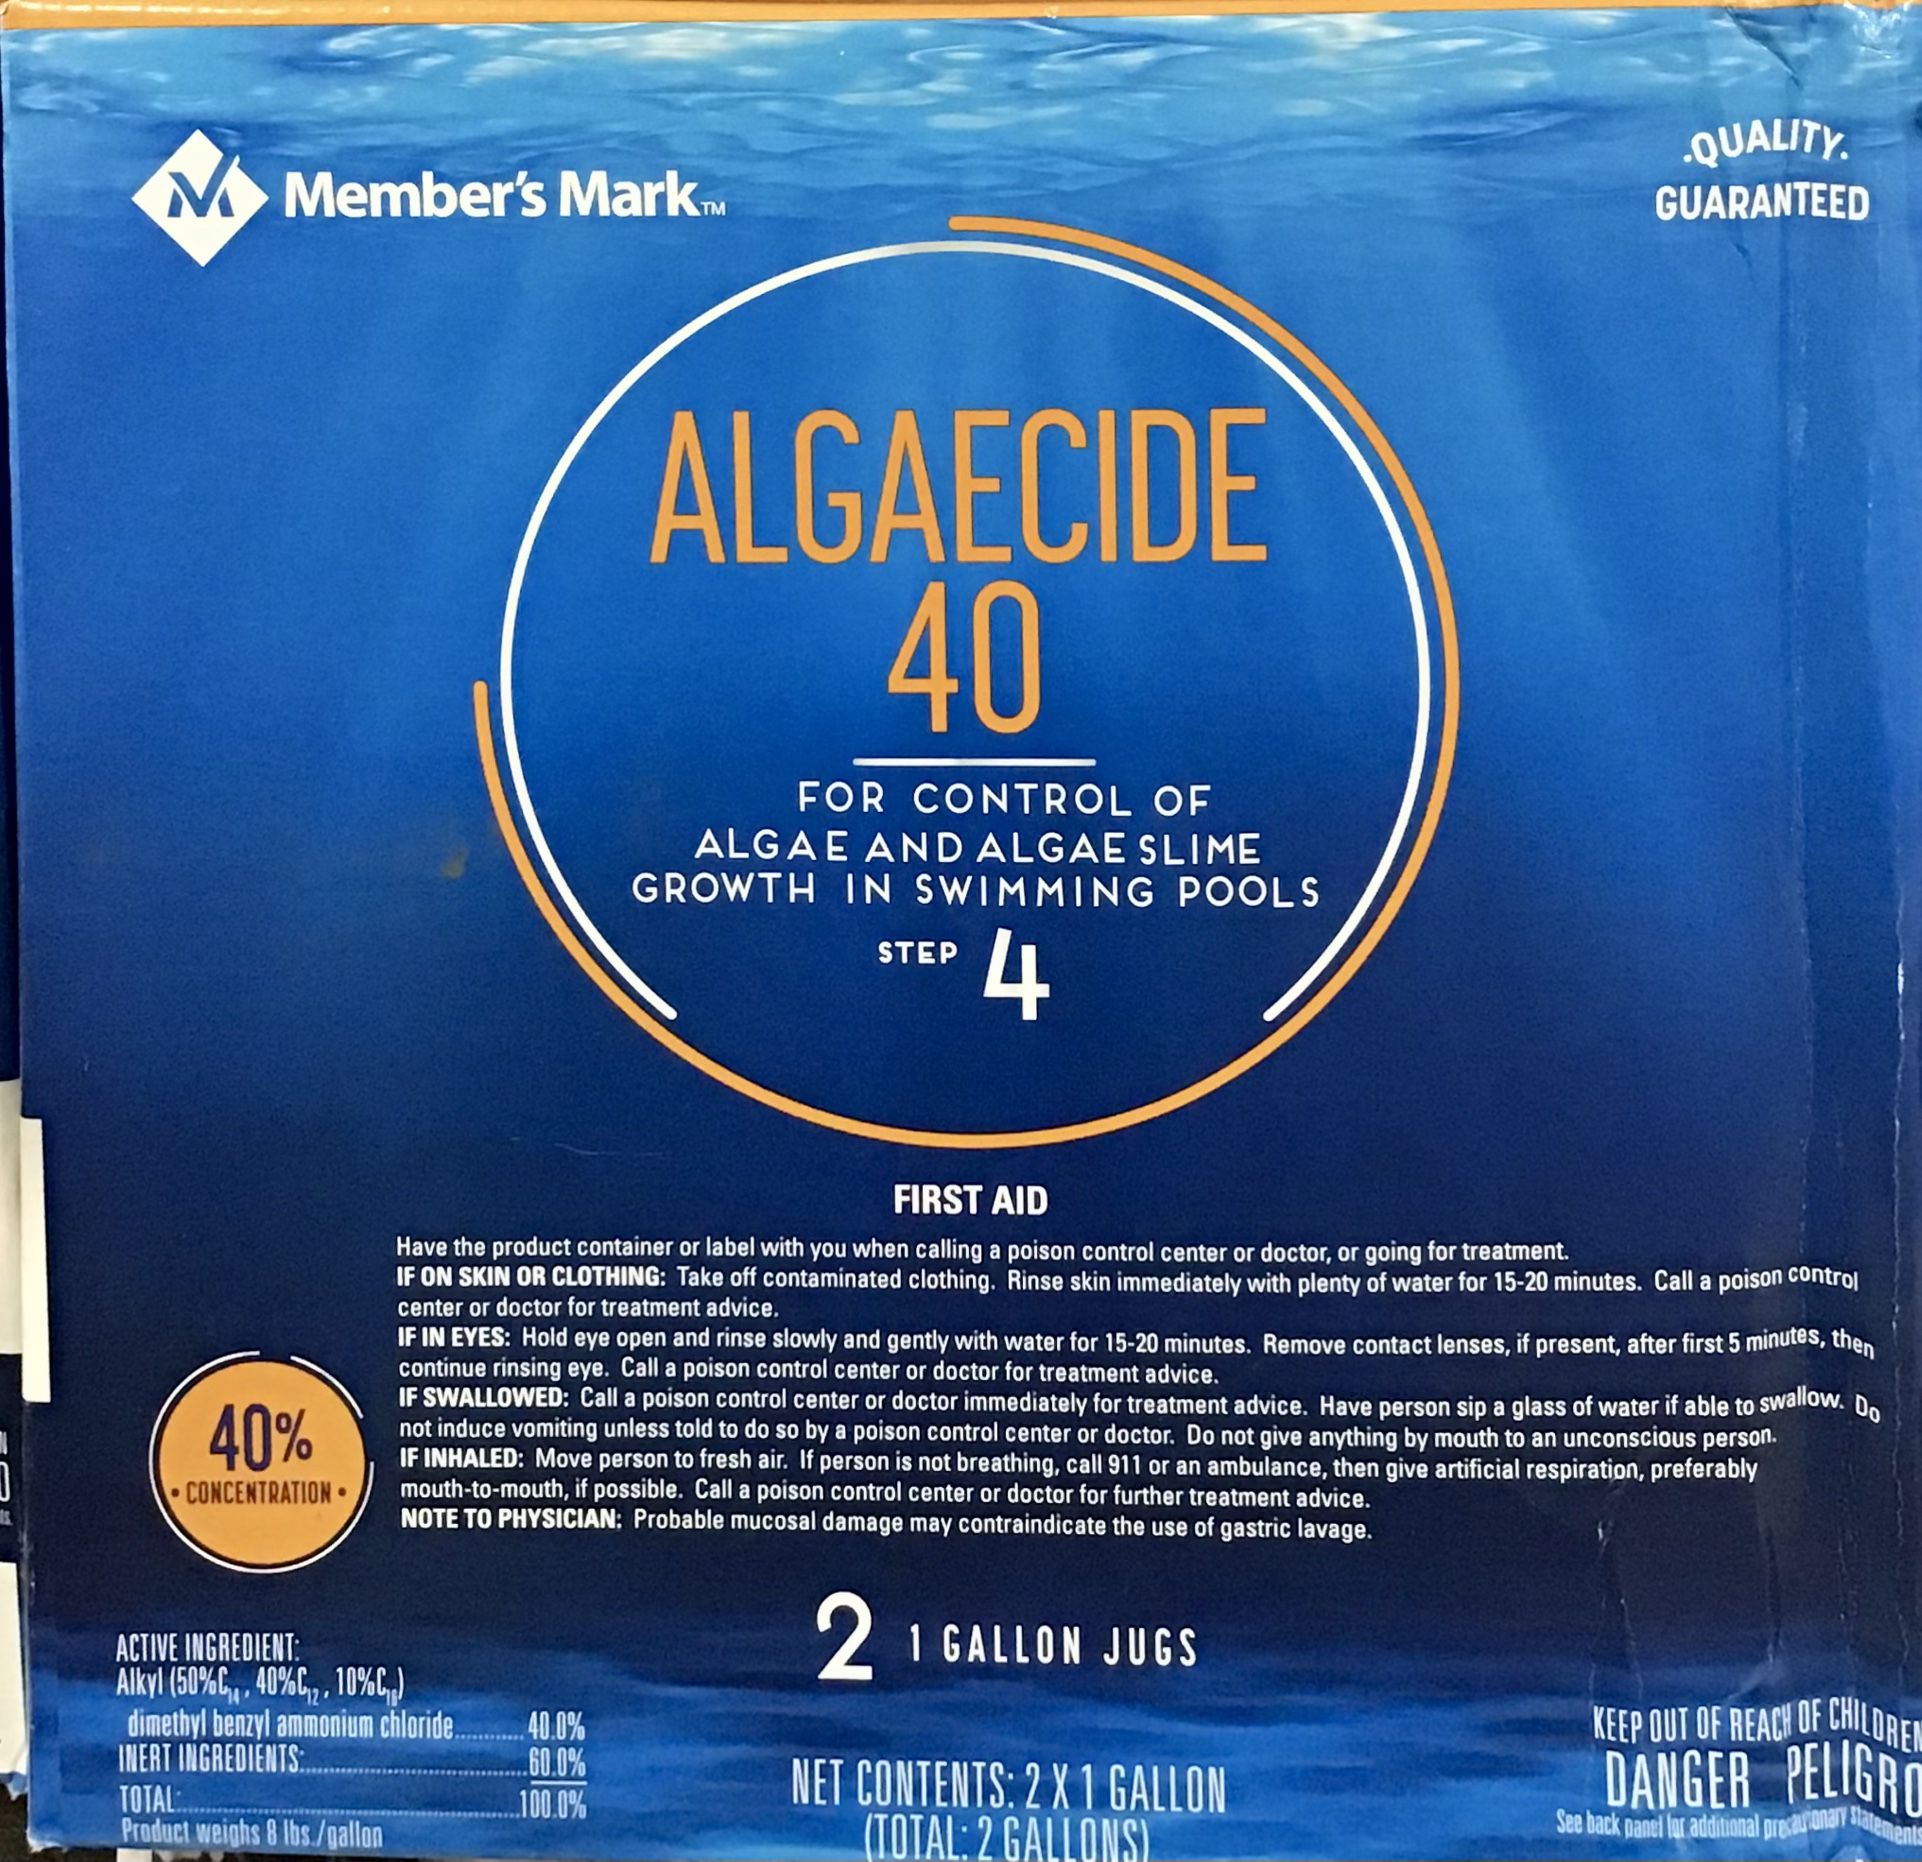 Member's Mark™
·QUALITY·
GUARANTEED
ALGAECIDE
40
FOR CONTROL OF
ALGAE AND ALGAE SLIME
GROWTH IN SWIMMING POOLS
STEP 4
FIRST AID
Have the product container or label with you when calling a poison control center or doctor, or going for treatment.
IF ON SKIN OR CLOTHING: Take off contaminated clothing. Rinse skin immediately with plenty of water for 15-20 minutes. Call a poison control
center or doctor for treatment advice.
IF IN EYES: Hold eye open and rinse slowly and gently with water for 15-20 minutes. Remove contact lenses, if present, after first 5 minutes, then
continue rinsing eye. Call a poison control center or doctor for treatment advice.
IF SWALLOWED: Call a poison control center or doctor immediately for treatment advice. Have person sip a glass of water if able to swallow. Do
not induce vomiting unless told to do so by a poison control center or doctor. Do not give anything by mouth to an unconscious person.
IF INHALED: Move person to fresh air. If person is not breathing, call 911 or an ambulance, then give artificial respiration, preferably
mouth-to-mouth, if possible. Call a poison control center or doctor for further treatment advice.
NOTE TO PHYSICIAN: Probable mucosal damage may contraindicate the use of gastric lavage.
40%
• CONCENTRATION •
2 1 GALLON JUGS
ACTIVE INGREDIENT:
Alkyl (50%C₁₄, 40%C₁₂, 10%C₁₆)
dimethyl benzyl ammonium chloride........... 40.0%
INERT INGREDIENTS:.................................... 60.0%
TOTAL:........................................................ 100.0%
Product weighs 8 lbs./gallon
NET CONTENTS: 2 X 1 GALLON
(TOTAL: 2 GALLONS)
KEEP OUT OF REACH OF CHILDREN
DANGER PELIGRO
See back panel for additional precautionary statements